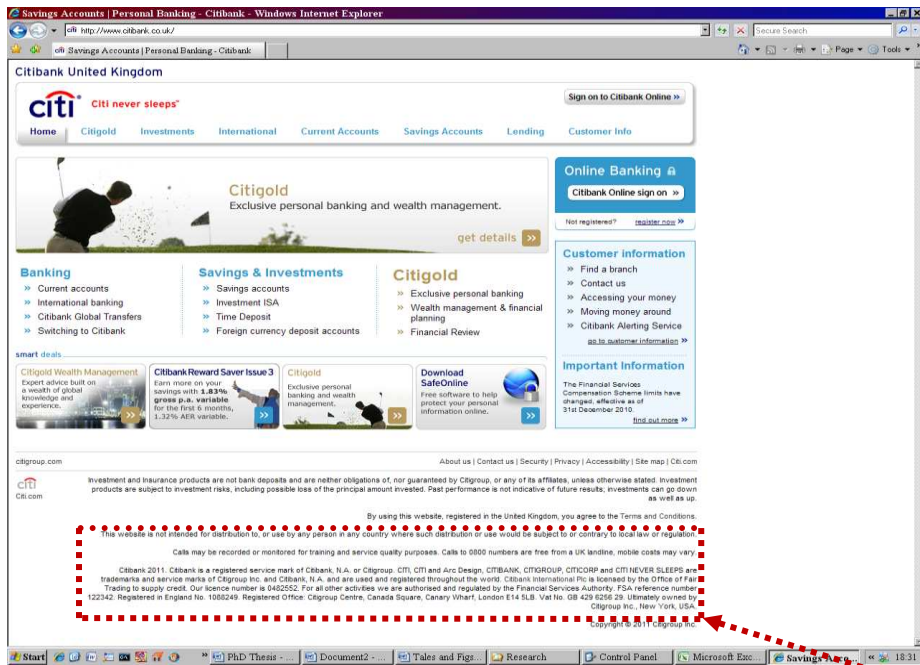 Savings Accounts | Personal Banking - Citibank - Windows Internet Explorer
citi http://www.citibank.co.uk/
Secure Search
citi Savings Accounts | Personal Banking - Citibank
Page Tools
Citibank United Kingdom
citi Citi never sleeps
Sign on to Citibank Online »
Home Citigold Investments International Current Accounts Savings Accounts Lending Customer Info
Citigold
Exclusive personal banking and wealth management.
get details »
Online Banking
Citibank Online sign on »
Not registered? register now »
Banking
» Current accounts
» International banking
» Citibank Global Transfers
» Switching to Citibank
Savings & Investments
» Savings accounts
» Investment ISA
» Time Deposit
» Foreign currency deposit accounts
Citigold
» Exclusive personal banking
» Wealth management & financial
planning
» Financial Review
Customer information
» Find a branch
» Contact us
» Accessing your money
» Moving money around
» Citibank Alerting Service
go to customer information »
smart deals
Citigold Wealth Management
Expert advice built on
a wealth of global
knowledge and
experience.
»
Citibank Reward Saver Issue 3
Earn more on your
savings with 1.83%
gross p.a. variable
for the first 6 months,
1.32% AER variable.
»
Citigold
Exclusive personal
banking and wealth
management.
»
Download
SafeOnline
Free software to help
protect your personal
information online.
»
Important Information
The Financial Services
Compensation Scheme limits have
changed, effective as of
31st December 2010.
find out more »
citigroup.com
About us | Contact us | Security | Privacy | Accessibility | Site map | Citi.com
citi
Citi.com
Investment and Insurance products are not bank deposits and are neither obligations of, nor guaranteed by Citigroup, or any of its affiliates, unless otherwise stated. Investment
products are subject to investment risks, including possible loss of the principal amount invested. Past performance is not indicative of future results; investments can go down
as well as up.
By using this website, registered in the United Kingdom, you agree to the Terms and Conditions.
This website is not intended for distribution to, or use by any person in any country where such distribution or use would be subject to or contrary to local law or regulation.
Calls may be recorded or monitored for training and service quality purposes. Calls to 0800 numbers are free from a UK landline, mobile costs may vary.
Citibank 2011. Citibank is a registered service mark of Citibank, N.A. or Citigroup. CITI, CITI and Arc Design, CITIBANK, CITIGROUP, CITICORP and CITI NEVER SLEEPS are
trademarks and service marks of Citigroup Inc. and Citibank, N.A. and are used and registered throughout the world. Citibank International Plc is licensed by the Office of Fair
Trading to supply credit. Our licence number is 0482552. For all other activities we are authorised and regulated by the Financial Services Authority. FSA reference number
122342. Registered in England No. 1088249. Registered Office: Citigroup Centre, Canada Square, Canary Wharf, London E14 5LB. Vat No. GB 429 6256 29. Ultimately owned by
Citigroup Inc., New York, USA.
Copyright © 2011 Citigroup Inc.
Start
PhD Thesis - ...
Document2 - ...
Tales and Figs...
Research
Control Panel
Microsoft Exc...
Savings Acco...
18:31